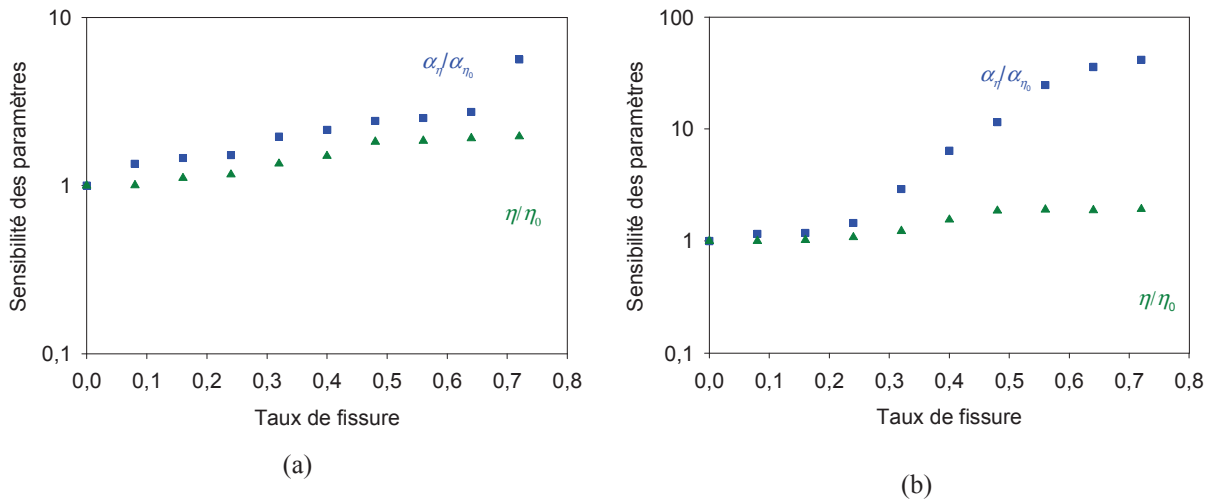 10
1
0,1
Sensibilité des paramètres
α_η/α_η₀
η/η₀
0,0 0,1 0,2 0,3 0,4 0,5 0,6 0,7 0,8
Taux de fissure
(a)
100
10
1
0,1
Sensibilité des paramètres
α_η/α_η₀
η/η₀
0,0 0,1 0,2 0,3 0,4 0,5 0,6 0,7 0,8
Taux de fissure
(b)